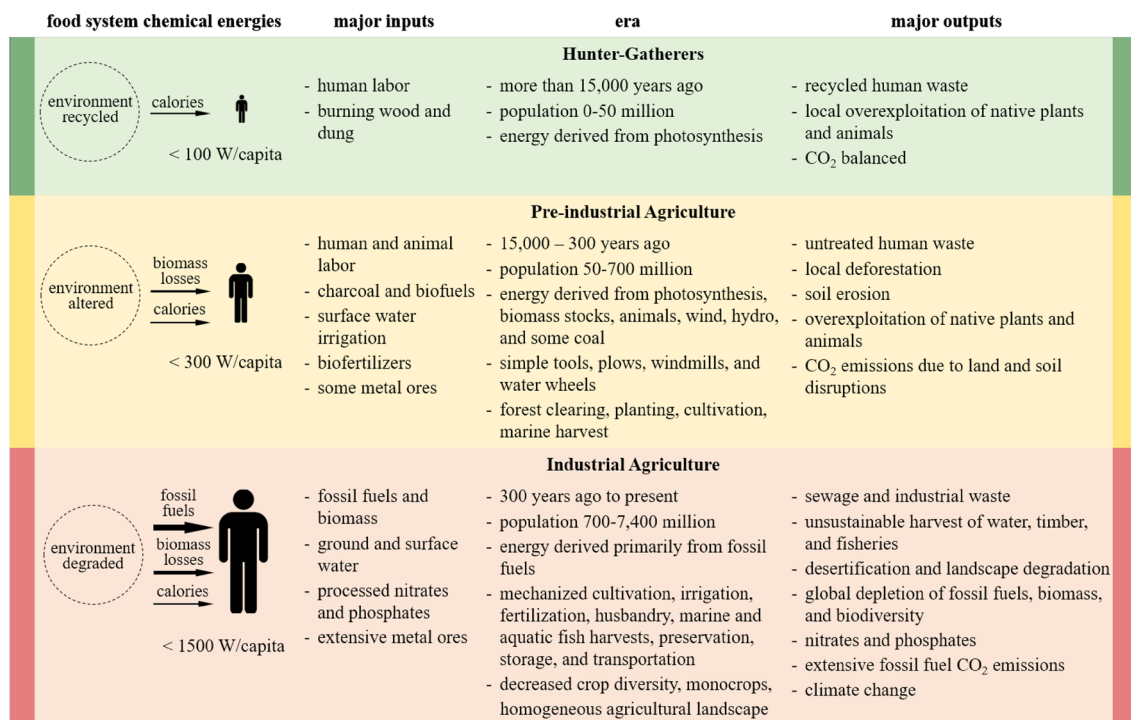 food system chemical energies major inputs era major outputs
Hunter-Gatherers
environment
recycled
calories
< 100 W/capita
- human labor
- burning wood and
dung
- more than 15,000 years ago
- population 0-50 million
- energy derived from photosynthesis
- recycled human waste
- local overexploitation of native plants
and animals
- CO₂ balanced
Pre-industrial Agriculture
environment
altered
biomass
losses
calories
< 300 W/capita
- human and animal
labor
- charcoal and biofuels
- surface water
irrigation
- biofertilizers
- some metal ores
- 15,000 – 300 years ago
- population 50-700 million
- energy derived from photosynthesis,
biomass stocks, animals, wind, hydro,
and some coal
- simple tools, plows, windmills, and
water wheels
- forest clearing, planting, cultivation,
marine harvest
- untreated human waste
- local deforestation
- soil erosion
- overexploitation of native plants and
animals
- CO₂ emissions due to land and soil
disruptions
Industrial Agriculture
environment
degraded
fossil
fuels
biomass
losses
calories
< 1500 W/capita
- fossil fuels and
biomass
- ground and surface
water
- processed nitrates
and phosphates
- extensive metal ores
- 300 years ago to present
- population 700-7,400 million
- energy derived primarily from fossil
fuels
- mechanized cultivation, irrigation,
fertilization, husbandry, marine and
aquatic fish harvests, preservation,
storage, and transportation
- decreased crop diversity, monocrops,
homogeneous agricultural landscape
- sewage and industrial waste
- unsustainable harvest of water, timber,
and fisheries
- desertification and landscape degradation
- global depletion of fossil fuels, biomass,
and biodiversity
- nitrates and phosphates
- extensive fossil fuel CO₂ emissions
- climate change